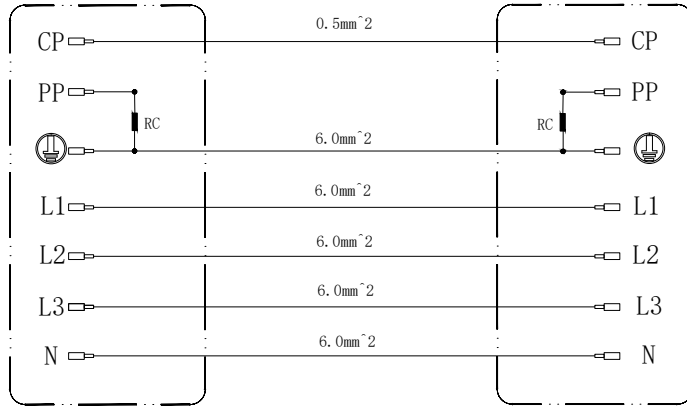 CP 0.5mm^2 CP
PP PP
RC RC
6.0mm^2
L1 6.0mm^2 L1
L2 6.0mm^2 L2
L3 6.0mm^2 L3
N 6.0mm^2 N